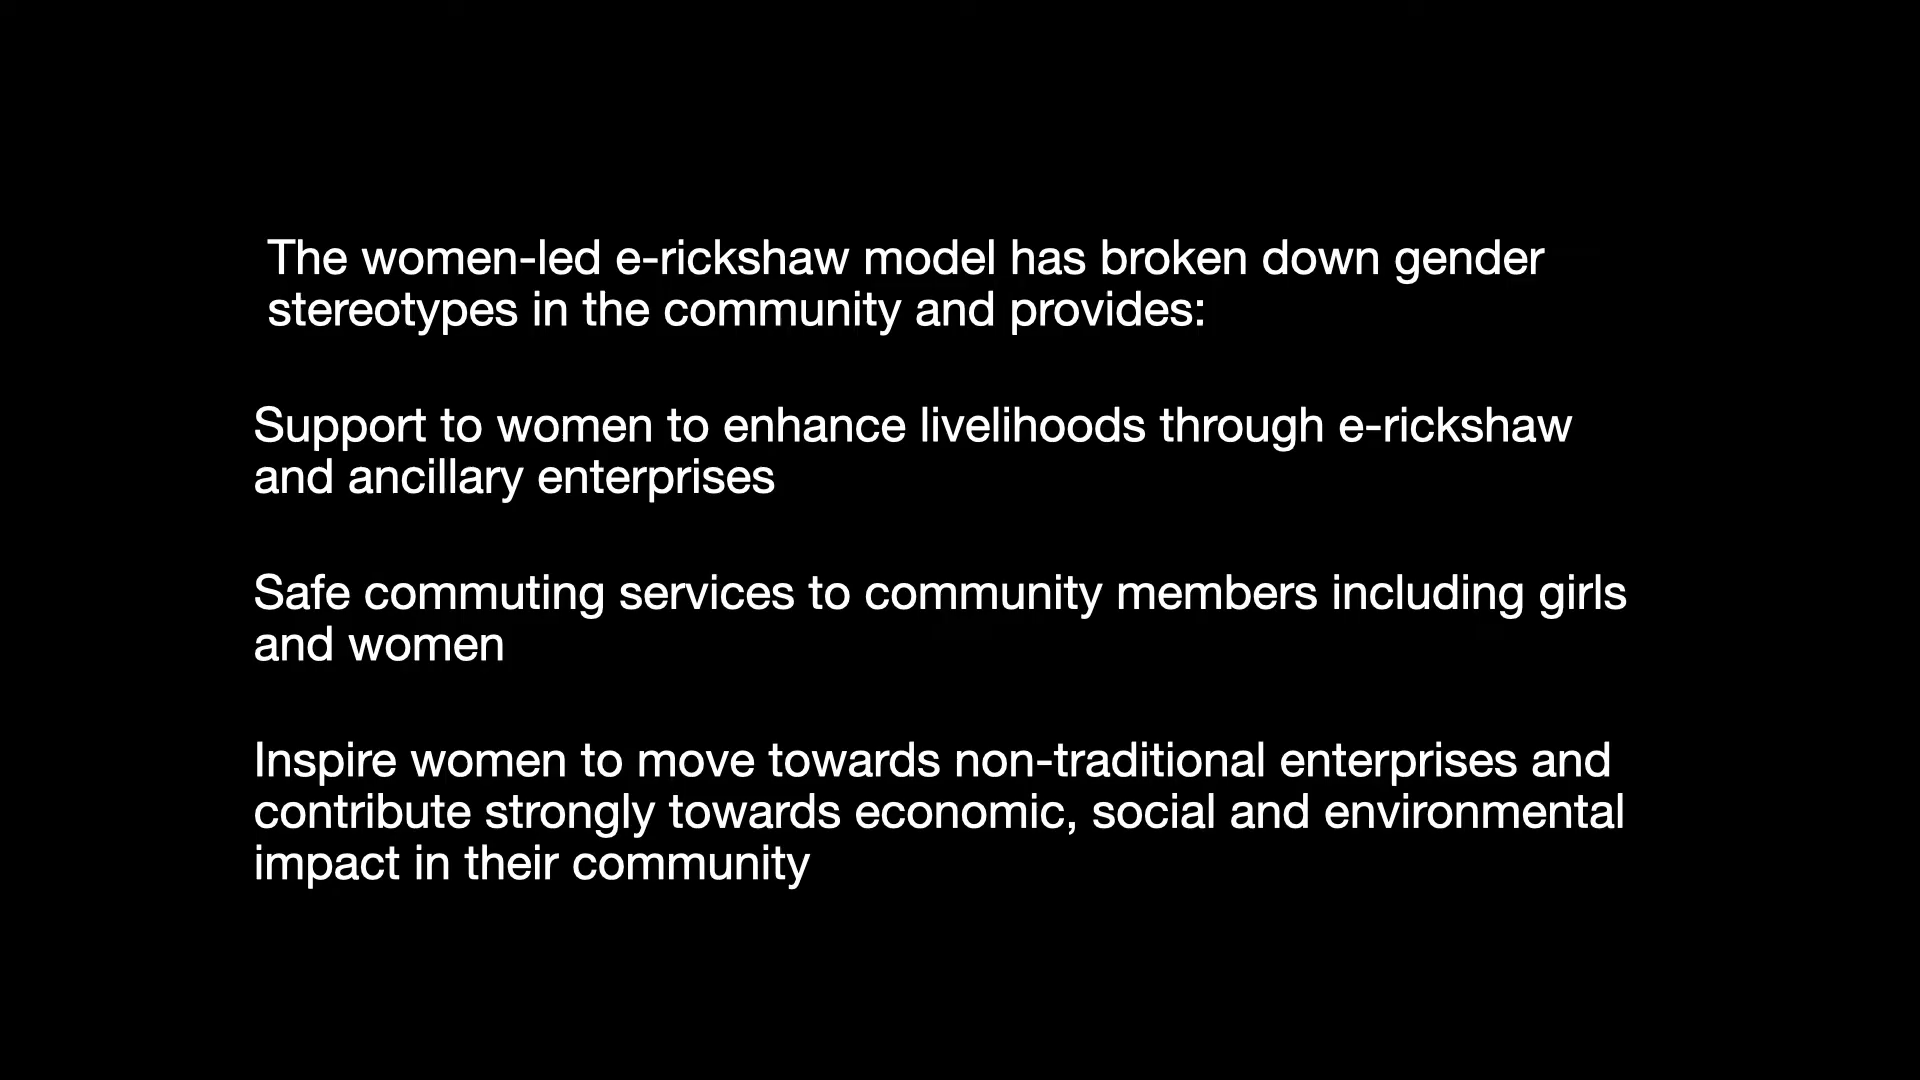 The women-led e-rickshaw model has broken down gender
stereotypes in the community and provides:
Support to women to enhance livelihoods through e-rickshaw
and ancillary enterprises
Safe commuting services to community members including girls
and women
Inspire women to move towards non-traditional enterprises and
contribute strongly towards economic, social and environmental
impact in their community